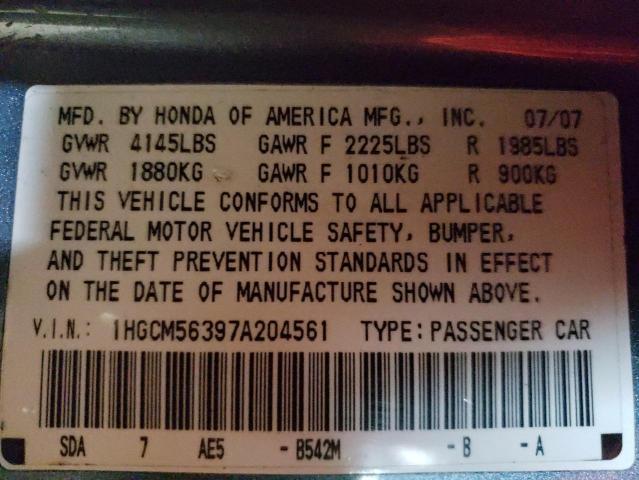 MFD. BY HONDA OF AMERICA MFG., INC. 07/07
GVWR 4145LBS GAWR F 2225LBS R 1985LBS
GVWR 1880KG GAWR F 1010KG R 900KG
THIS VEHICLE CONFORMS TO ALL APPLICABLE
FEDERAL MOTOR VEHICLE SAFETY, BUMPER,
AND THEFT PREVENTION STANDARDS IN EFFECT
ON THE DATE OF MANUFACTURE SHOWN ABOVE.
V.I.N.: 1HGCM56397A204561 TYPE: PASSENGER CAR
SDA 7 AE5 - B542M - B - A